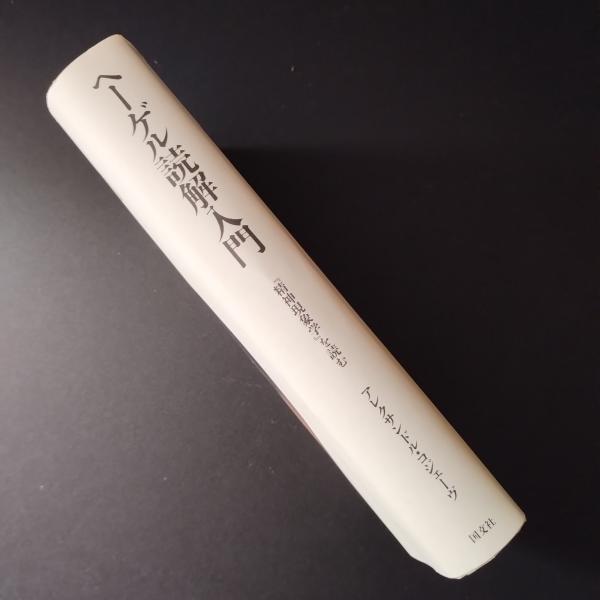 ヘーゲル読解入門
『精神現象学』を読む
アレクサンドル・コジェーヴ
国文社